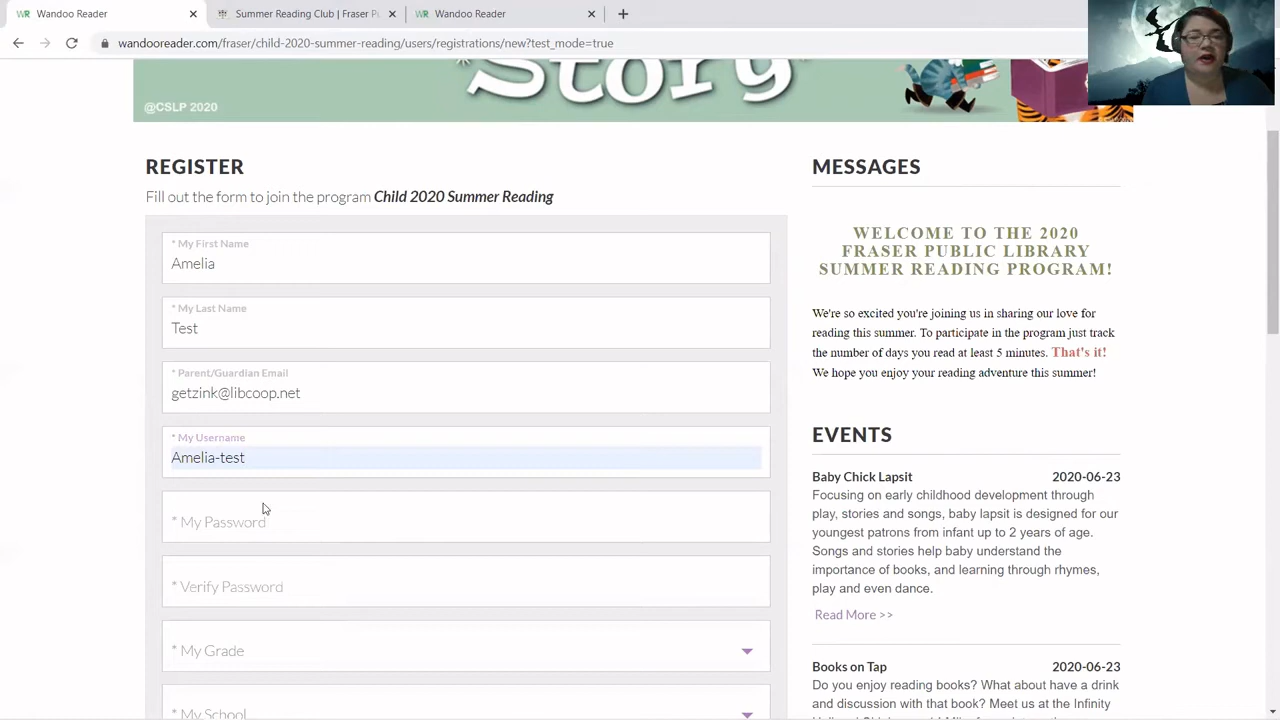 WR Wandoo Reader
Summer Reading Club | Fraser Pu
WR Wandoo Reader
wandooreader.com/fraser/child-2020-summer-reading/users/registrations/new?test_mode=true
"Story"
@CSLP 2020
REGISTER
Fill out the form to join the program Child 2020 Summer Reading
* My First Name
Amelia
* My Last Name
Test
* Parent/Guardian Email
getzink@libcoop.net
* My Username
Amelia-test
* My Password
* Verify Password
* My Grade
* My School
MESSAGES
WELCOME TO THE 2020
FRASER PUBLIC LIBRARY
SUMMER READING PROGRAM!
We're so excited you're joining us in sharing our love for
reading this summer. To participate in the program just track
the number of days you read at least 5 minutes. That's it!
We hope you enjoy your reading adventure this summer!
EVENTS
Baby Chick Lapsit 2020-06-23
Focusing on early childhood development through
play, stories and songs, baby lapsit is designed for our
youngest patrons from infant up to 2 years of age.
Songs and stories help baby understand the
importance of books, and learning through rhymes,
play and even dance.
Read More >>
Books on Tap 2020-06-23
Do you enjoy reading books? What about have a drink
and discussion with that book? Meet us at the Infinity